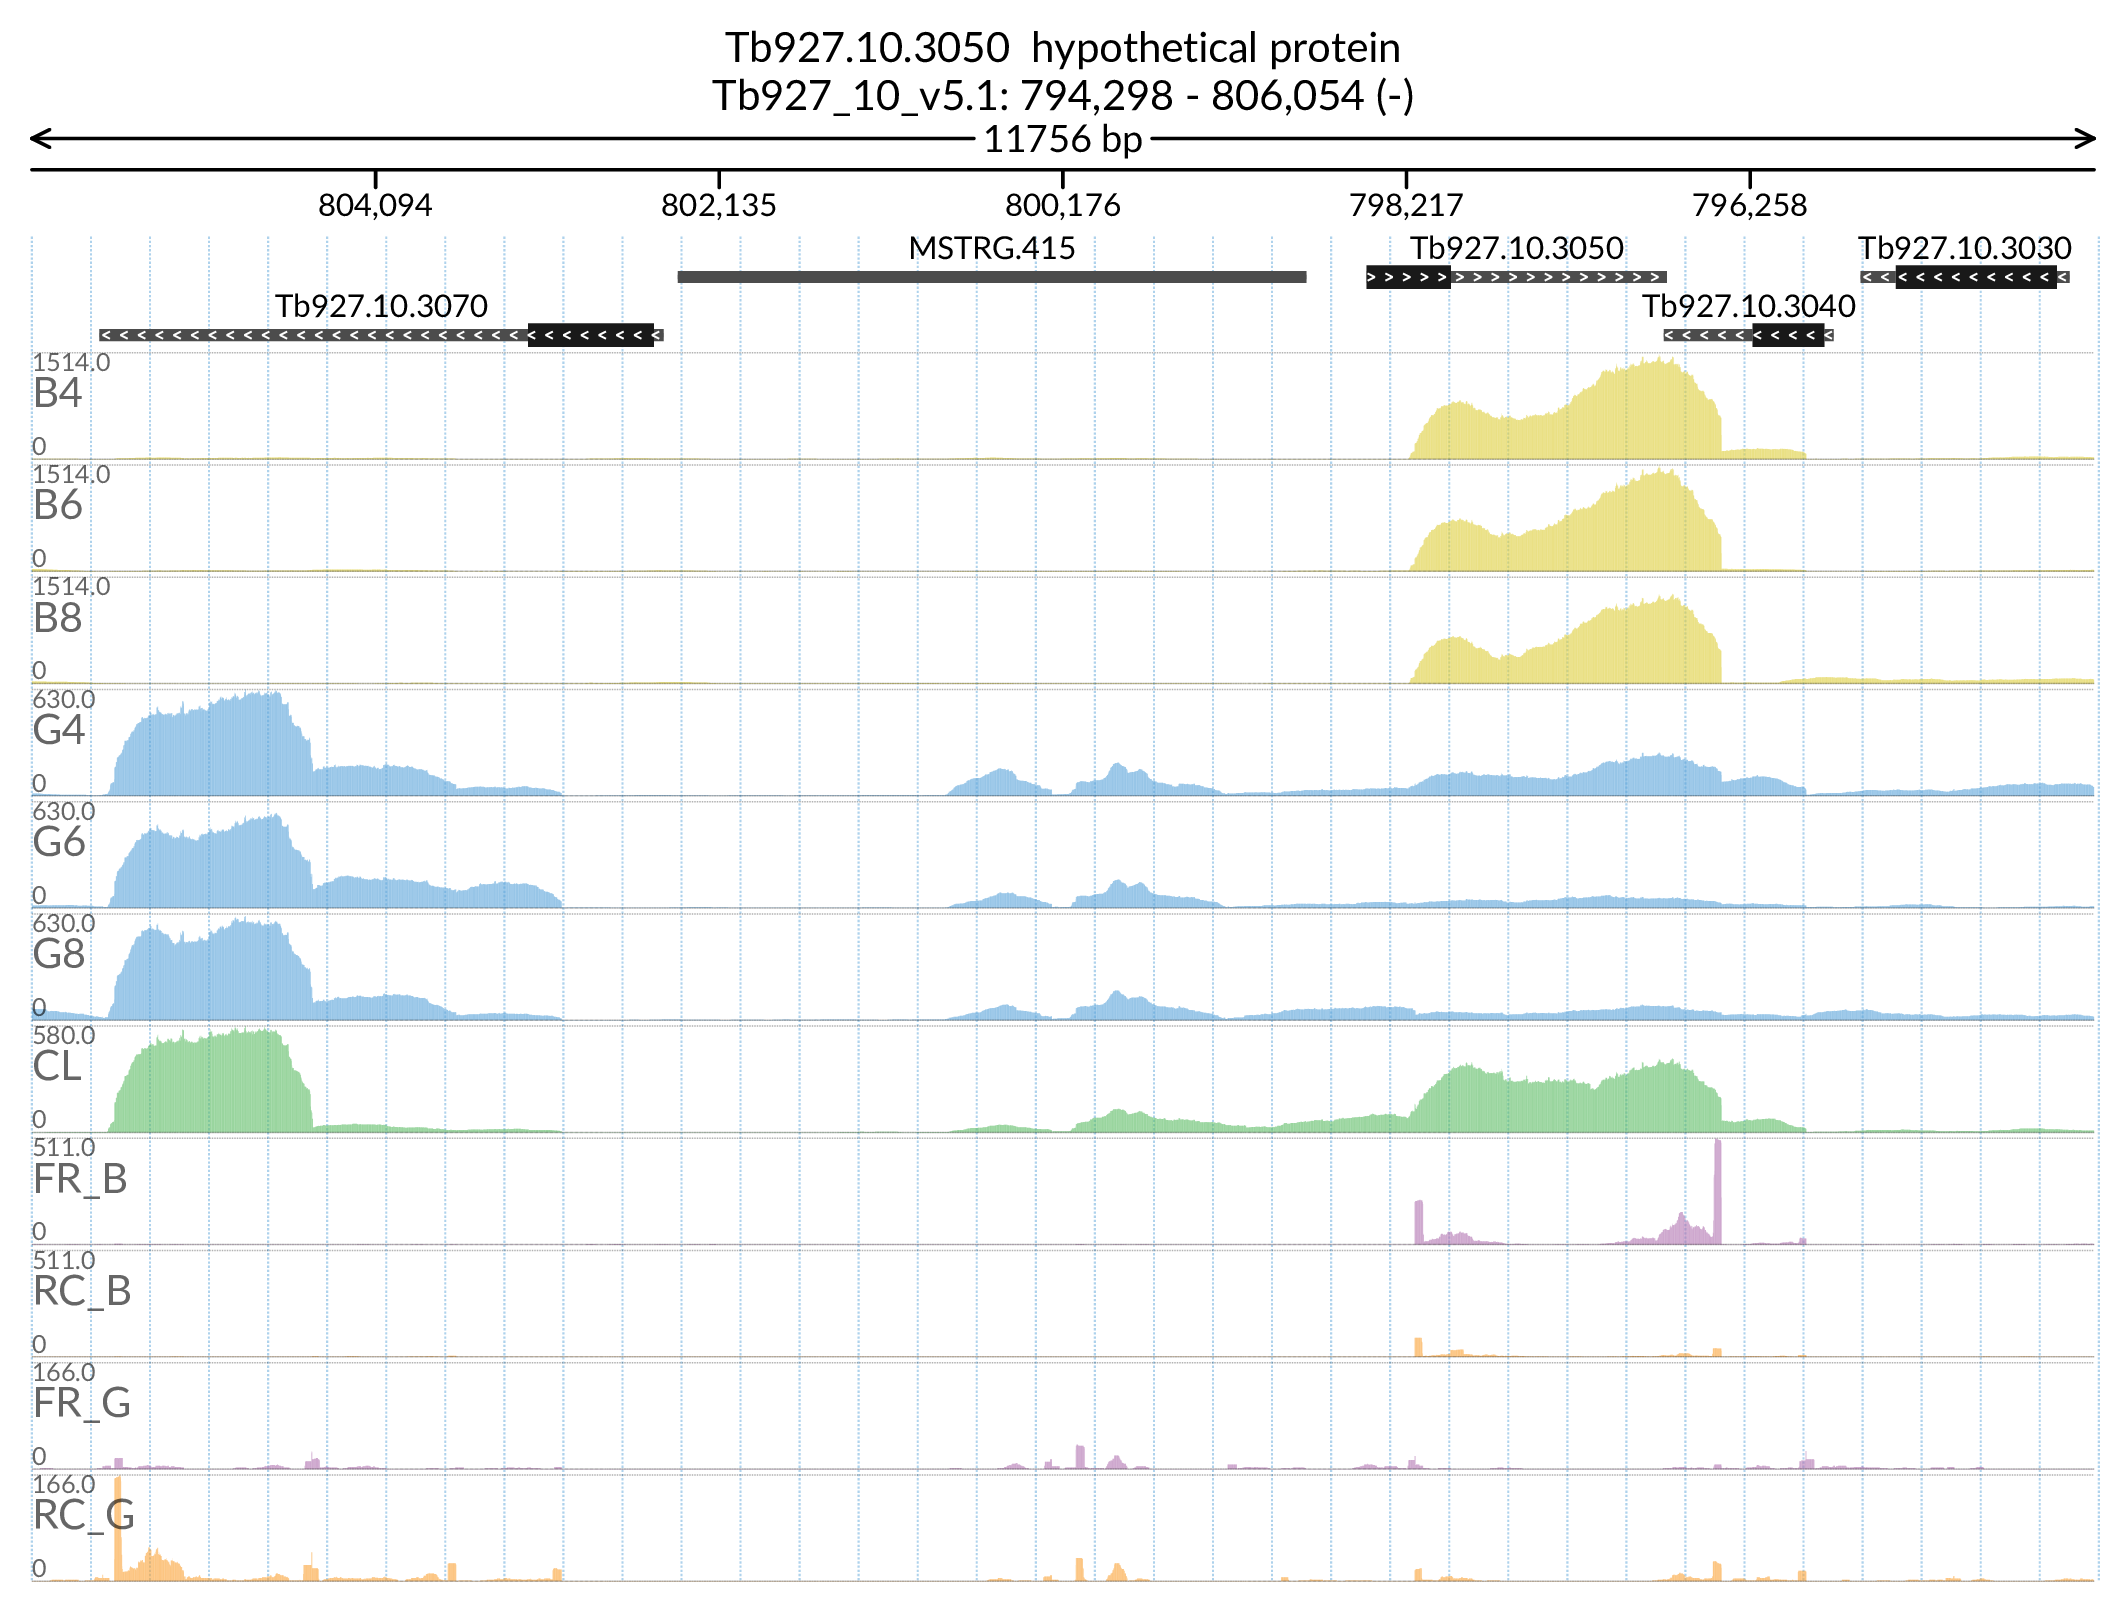 Tb927.10.3050  hypothetical protein
Tb927_10_v5.1: 794,298 - 806,054 (-)
11756 bp
804,094 802,135 800,176 798,217 796,258
MSTRG.415 Tb927.10.3050 Tb927.10.3030
Tb927.10.3070 Tb927.10.3040
1514.0
B4
0
1514.0
B6
0
1514.0
B8
0
630.0
G4
0
630.0
G6
0
630.0
G8
0
580.0
CL
0
511.0
FR_B
0
511.0
RC_B
0
166.0
FR_G
0
166.0
RC_G
0